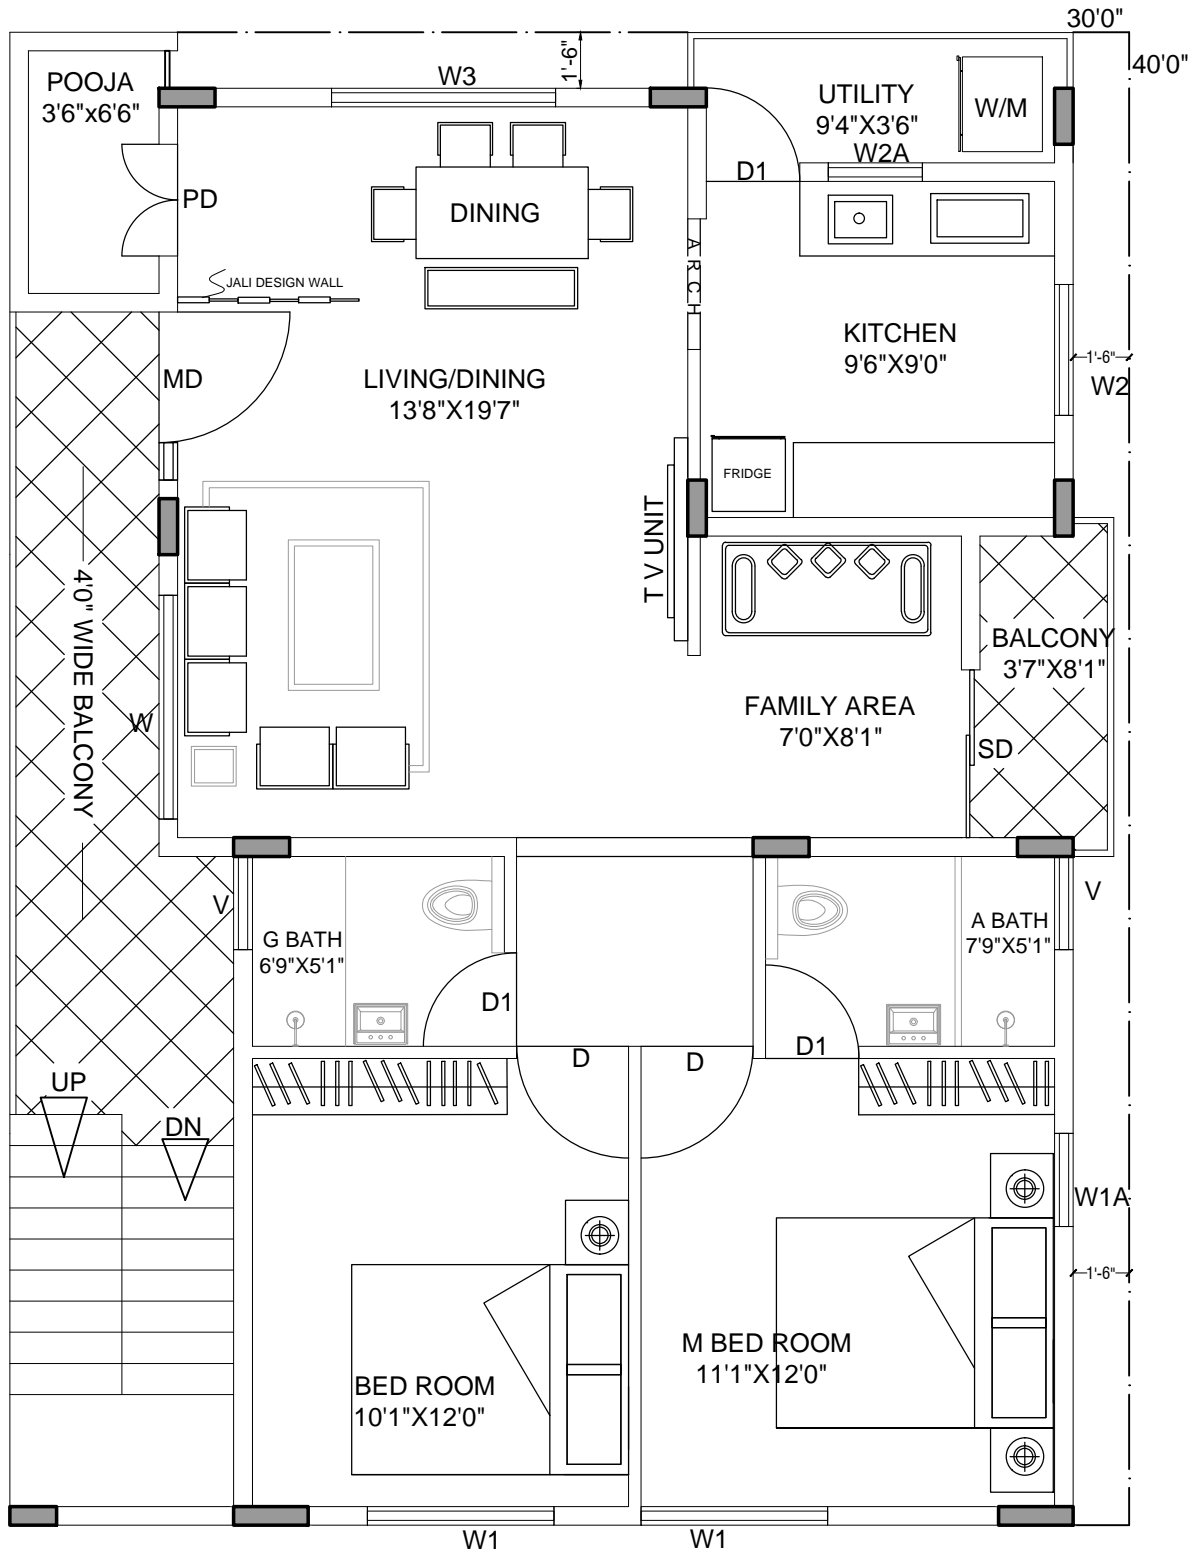 30'0"
40'0"
POOJA
3'6"x6'6"
W3
1'-6"
UTILITY
9'4"X3'6"
W/M
W2A
D1
PD
DINING
JALI DESIGN WALL
ARCH
KITCHEN
9'6"X9'0"
1'-6"
W2
MD
LIVING/DINING
13'8"X19'7"
FRIDGE
T V UNIT
4'0" WIDE BALCONY
W
BALCONY
3'7"X8'1"
FAMILY AREA
7'0"X8'1"
SD
V
G BATH
6'9"X5'1"
D1
A BATH
7'9"X5'1"
V
D1
D
D
UP
DN
W1A
1'-6"
M BED ROOM
11'1"X12'0"
BED ROOM
10'1"X12'0"
W1
W1